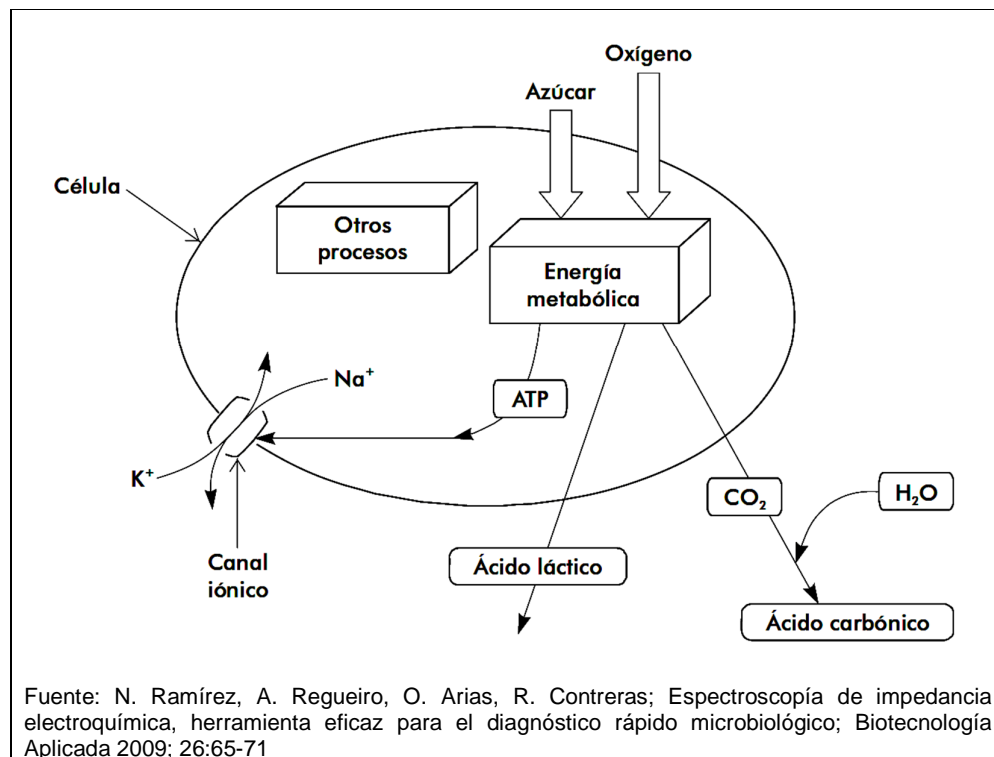 Oxígeno
Azúcar
Célula
Otros
procesos
Energía
metabólica
Na⁺
ATP
K⁺
CO₂
H₂O
Canal
iónico
Ácido láctico
Ácido carbónico
Fuente: N. Ramírez, A. Regueiro, O. Arias, R. Contreras; Espectroscopía de impedancia
electroquímica, herramienta eficaz para el diagnóstico rápido microbiológico; Biotecnología
Aplicada 2009; 26:65-71